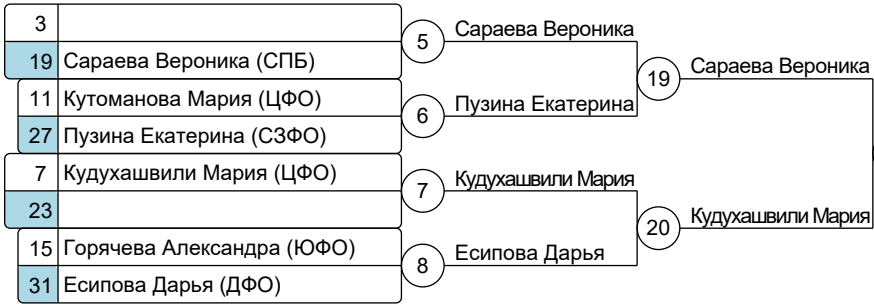 3
19 Сараева Вероника (СПБ)
11 Кутоманова Мария (ЦФО)
27 Пузина Екатерина (СЗФО)
7 Кудухашвили Мария (ЦФО)
23
15 Горячева Александра (ЮФО)
31 Есипова Дарья (ДФО)
5 Сараева Вероника
6 Пузина Екатерина
7 Кудухашвили Мария
8 Есипова Дарья
19 Сараева Вероника
20 Кудухашвили Мария